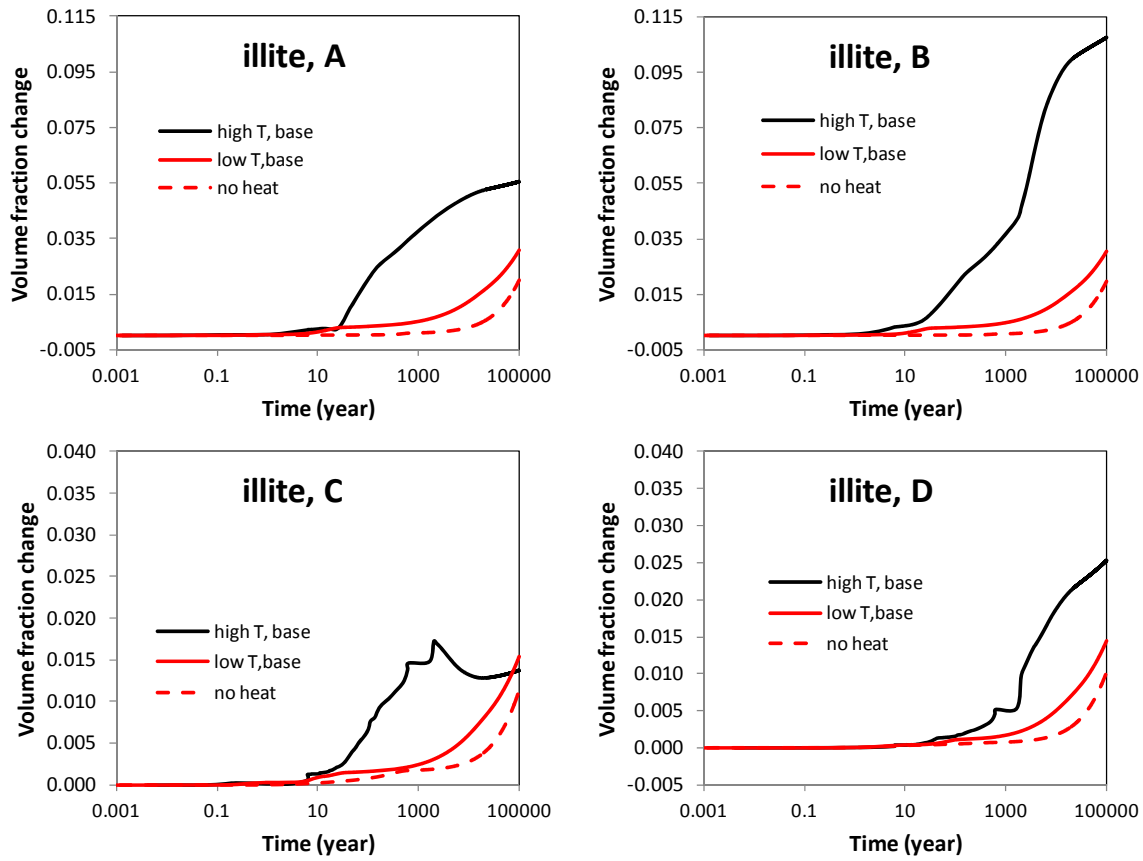 illite, A
Volume fraction change
0.115
0.095
0.075
0.055
0.035
0.015
-0.005
high T, base
low T,base
no heat
0.001
0.1
10
1000
100000
Time (year)
illite, B
Volume fraction change
0.115
0.095
0.075
0.055
0.035
0.015
-0.005
high T, base
low T,base
no heat
0.001
0.1
10
1000
100000
Time (year)
illite, C
Volume fraction change
0.040
0.035
0.030
0.025
0.020
0.015
0.010
0.005
0.000
high T, base
low T,base
no heat
0.001
0.1
10
1000
100000
Time (year)
illite, D
Volume fraction change
0.040
0.035
0.030
0.025
0.020
0.015
0.010
0.005
0.000
-0.005
high T, base
low T,base
no heat
0.001
0.1
10
1000
100000
Time (year)